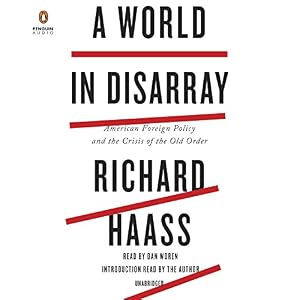 PENGUIN
AUDIO
A WORLD
IN DISARRAY
American Foreign Policy
and the Crisis of the Old Order
RICHARD
HAASS
READ BY DAN WOREN
INTRODUCTION READ BY THE AUTHOR
UNABRIDGED